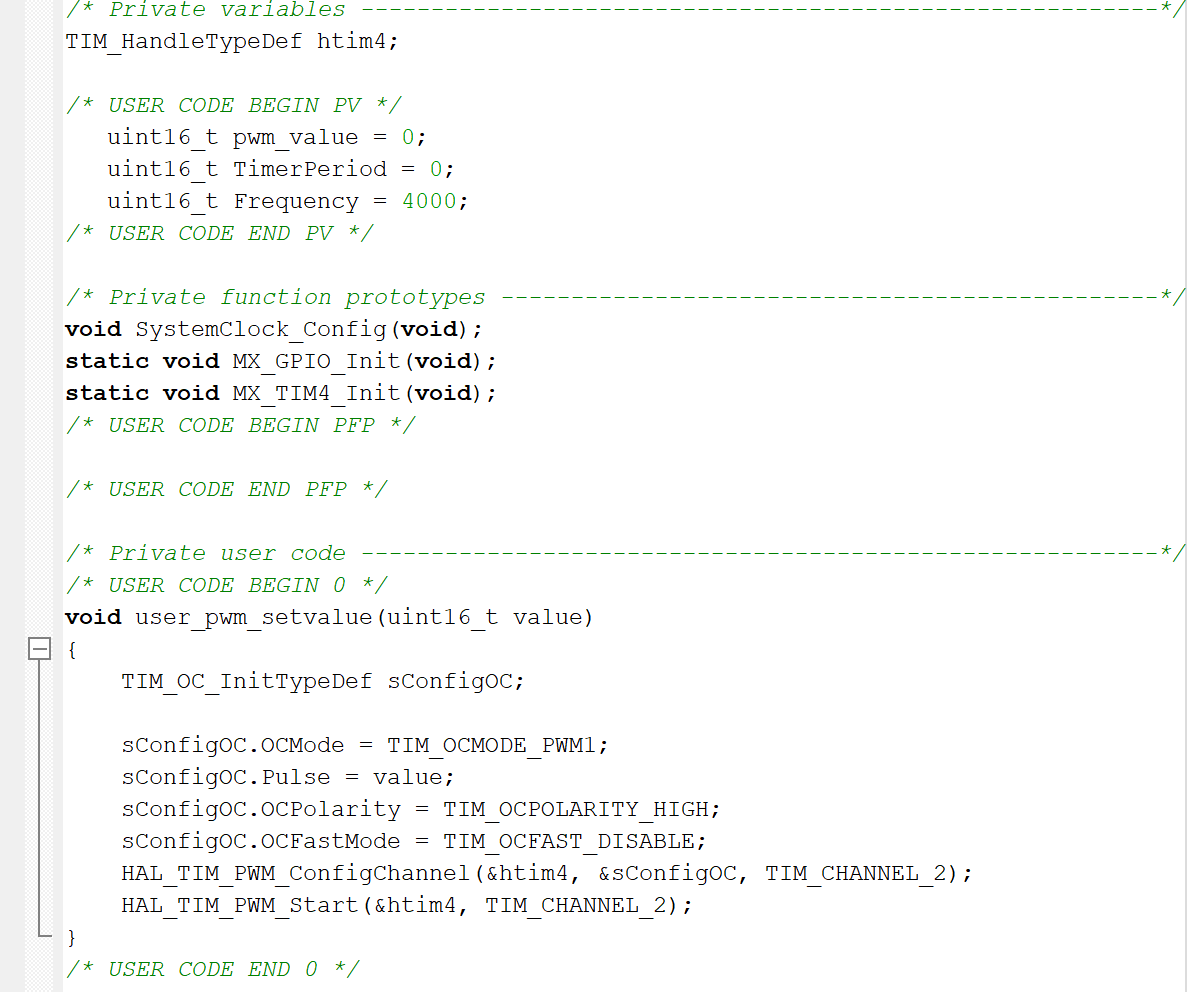 /* Private variables ---------------------------------------------------------*/
TIM_HandleTypeDef htim4;
/* USER CODE BEGIN PV */
uint16_t pwm_value = 0;
uint16_t TimerPeriod = 0;
uint16_t Frequency = 4000;
/* USER CODE END PV */
/* Private function prototypes -----------------------------------------------*/
void SystemClock_Config(void);
static void MX_GPIO_Init(void);
static void MX_TIM4_Init(void);
/* USER CODE BEGIN PFP */
/* USER CODE END PFP */
/* Private user code ---------------------------------------------------------*/
/* USER CODE BEGIN 0 */
void user_pwm_setvalue(uint16_t value)
{
TIM_OC_InitTypeDef sConfigOC;
sConfigOC.OCMode = TIM_OCMODE_PWM1;
sConfigOC.Pulse = value;
sConfigOC.OCPolarity = TIM_OCPOLARITY_HIGH;
sConfigOC.OCFastMode = TIM_OCFAST_DISABLE;
HAL_TIM_PWM_ConfigChannel(&htim4, &sConfigOC, TIM_CHANNEL_2);
HAL_TIM_PWM_Start(&htim4, TIM_CHANNEL_2);
}
/* USER CODE END 0 */